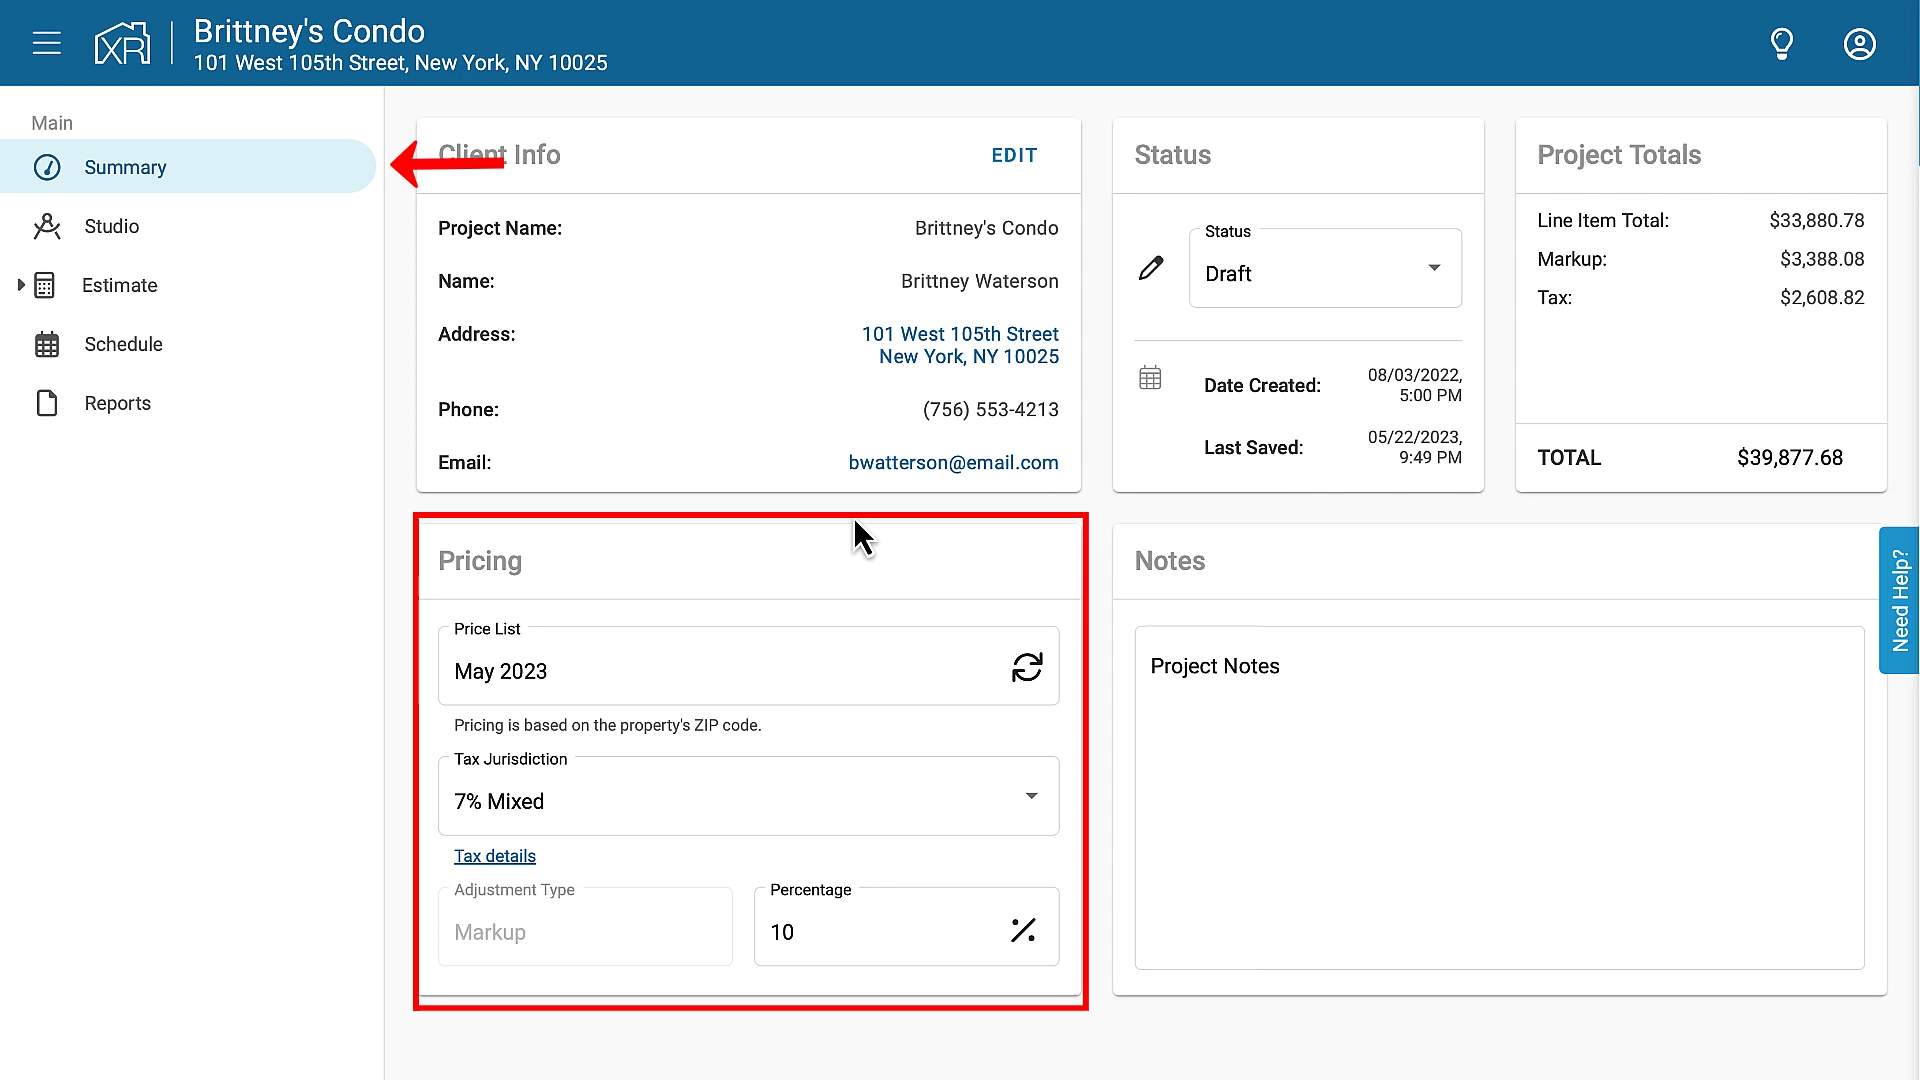 XR
Brittney's Condo
101 West 105th Street, New York, NY 10025
Main
Summary
Studio
Estimate
Schedule
Reports
Client Info
EDIT
Project Name:
Brittney's Condo
Name:
Brittney Waterson
Address:
101 West 105th Street
New York, NY 10025
Phone:
(756) 553-4213
Email:
bwatterson@email.com
Status
Status
Draft
Date Created:
08/03/2022,
5:00 PM
Last Saved:
05/22/2023,
9:49 PM
Project Totals
Line Item Total:
$33,880.78
Markup:
$3,388.08
Tax:
$2,608.82
TOTAL
$39,877.68
Pricing
Price List
May 2023
Pricing is based on the property's ZIP code.
Tax Jurisdiction
7% Mixed
Tax details
Adjustment Type
Markup
Percentage
10
%
Notes
Project Notes
Need Help?